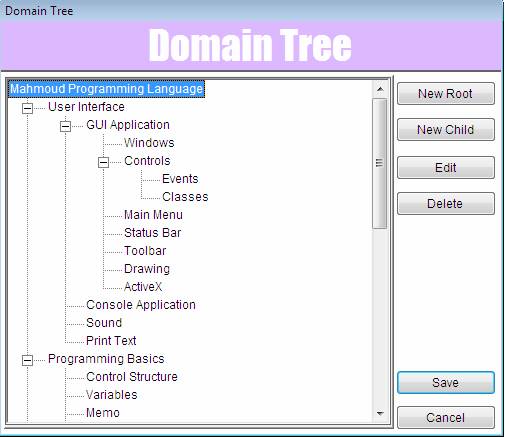 Domain Tree
Domain Tree
Mahmoud Programming Language
User Interface
GUI Application
Windows
Controls
Events
Classes
Main Menu
Status Bar
Toolbar
Drawing
ActiveX
Console Application
Sound
Print Text
Programming Basics
Control Structure
Variables
Memo
New Root
New Child
Edit
Delete
Save
Cancel